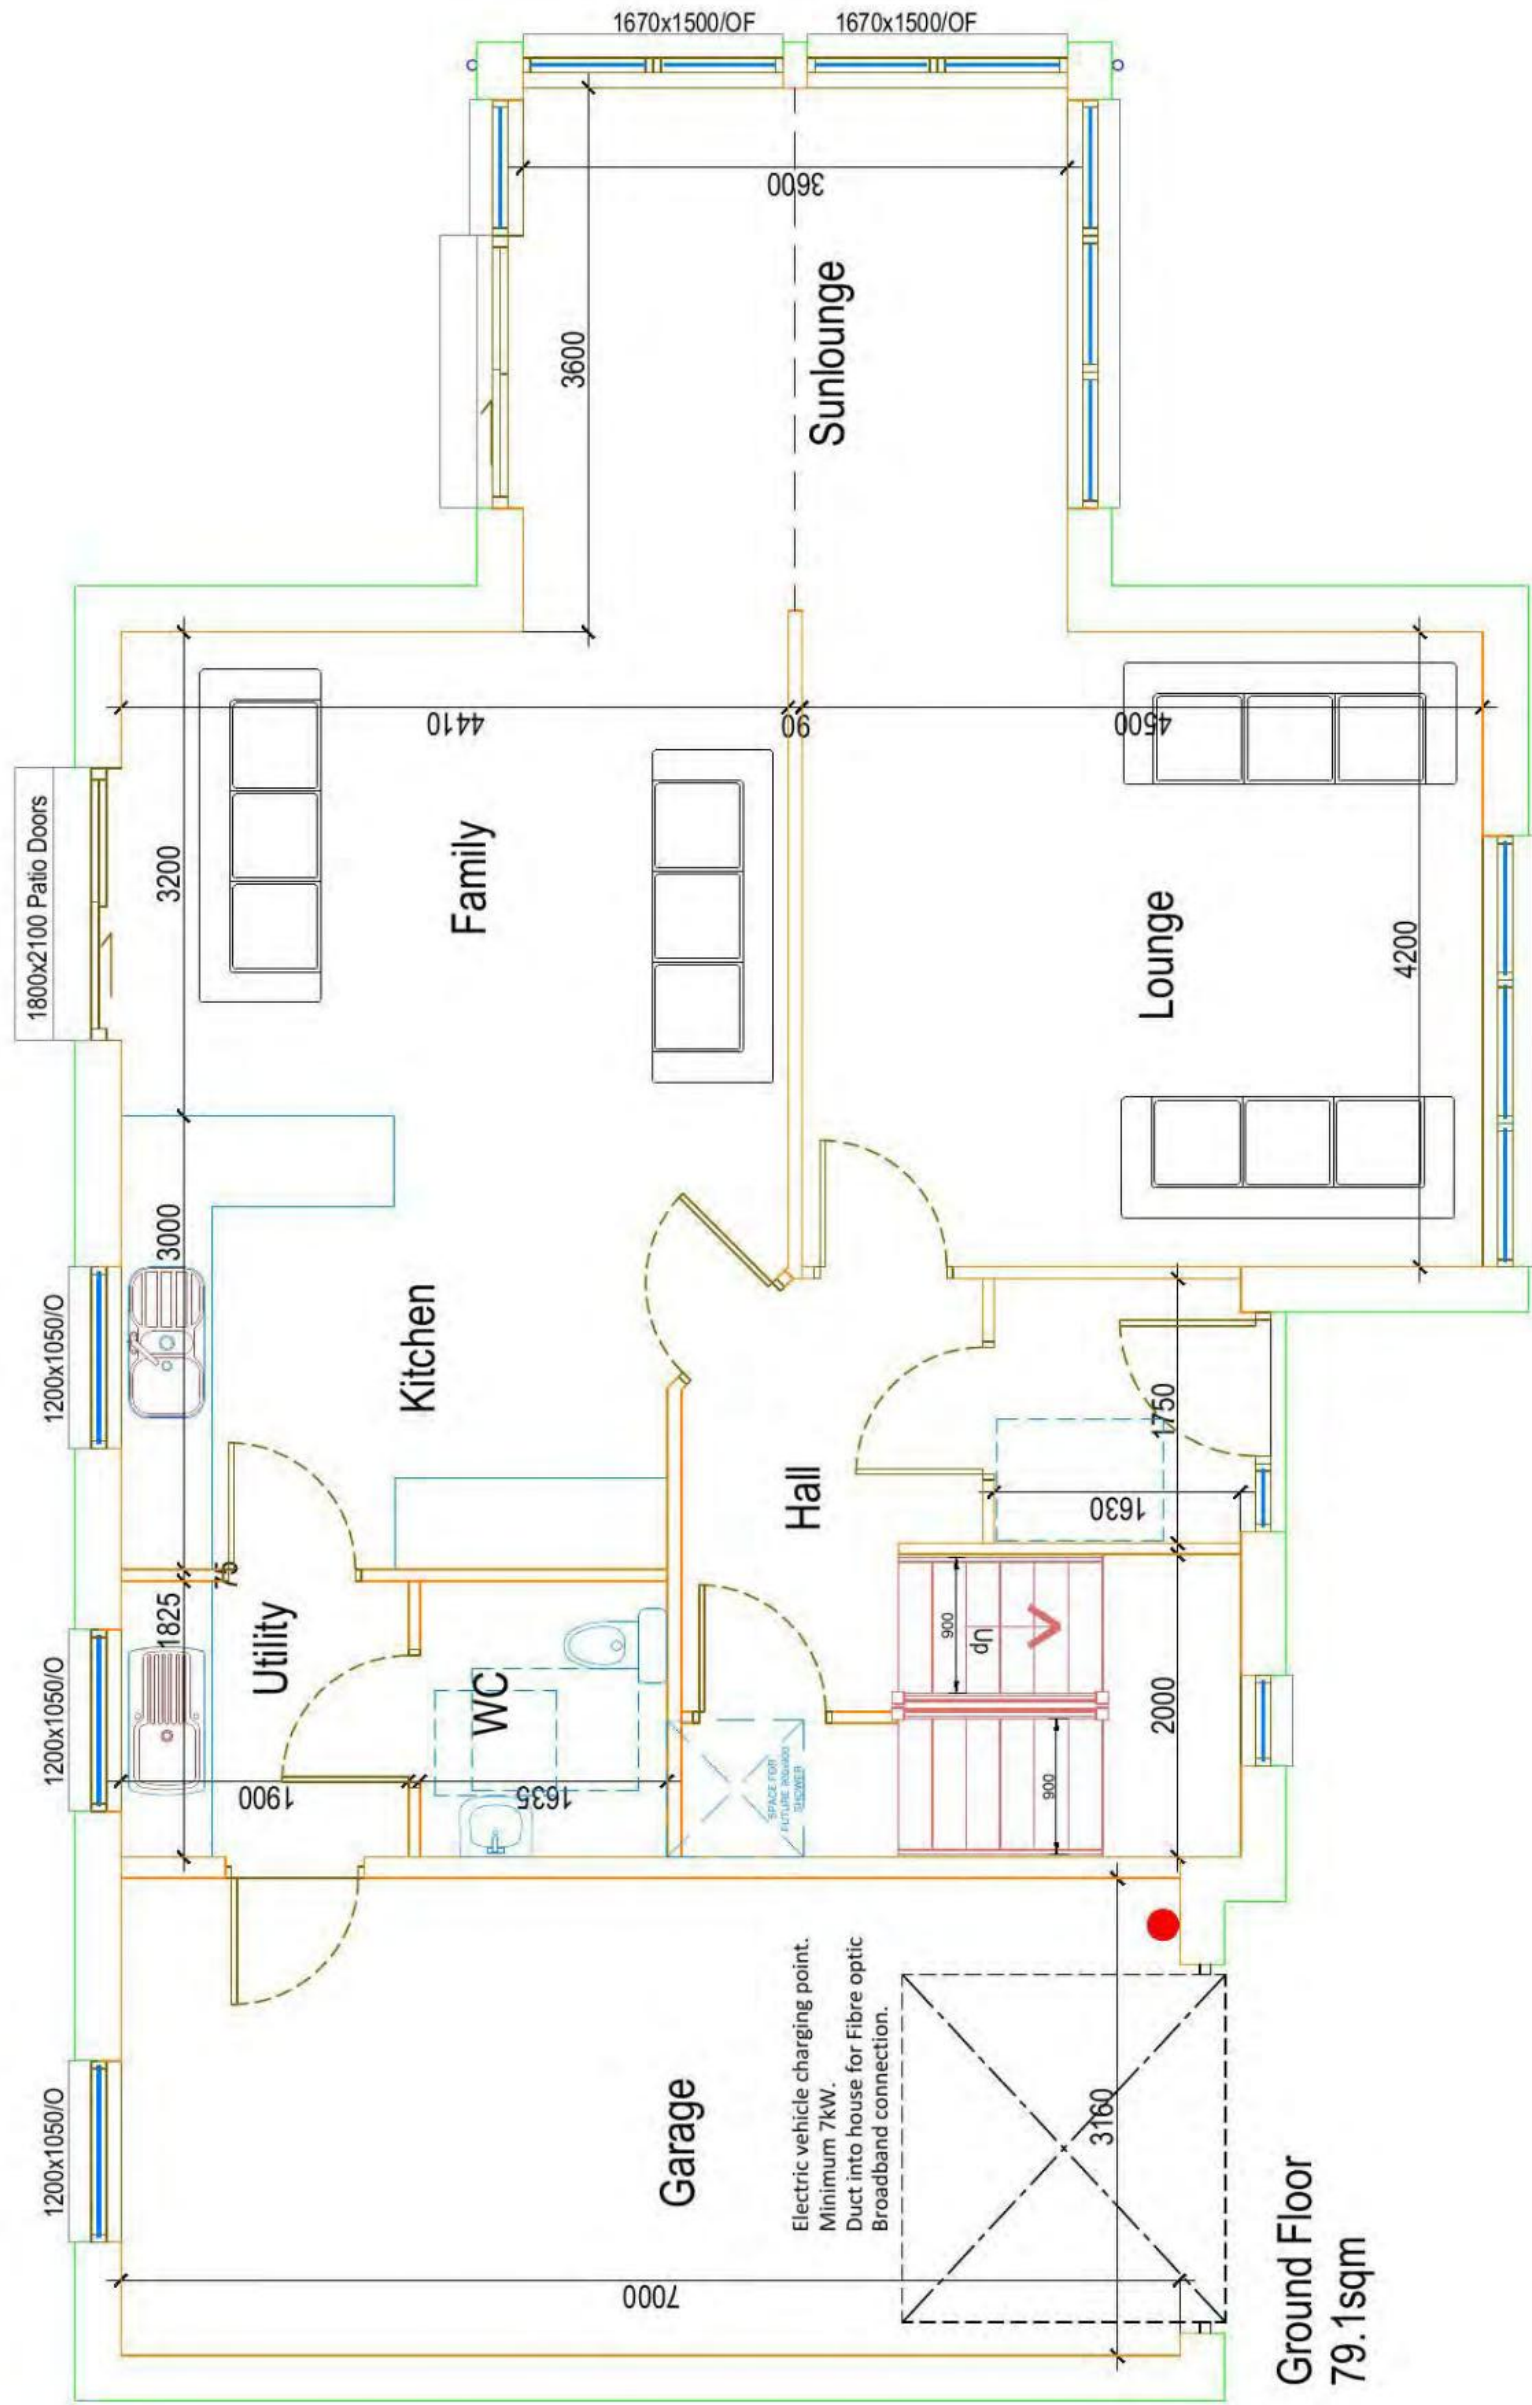 1670x1500/OF
1670x1500/OF
3600
3600
Sunlounge
1800x2100 Patio Doors
3200
4410
90
4500
Family
Lounge
4200
1200x1050/O
3000
Kitchen
Hall
1750
1630
1200x1050/O
1825
75
Utility
WC
1900
1635
900
Up
900
2000
SPACE FOR
FUTURE 900x900
SHOWER
1200x1050/O
Garage
Electric vehicle charging point.
Minimum 7kW.
Duct into house for Fibre optic
Broadband connection.
3160
7000
Ground Floor
79.1sqm